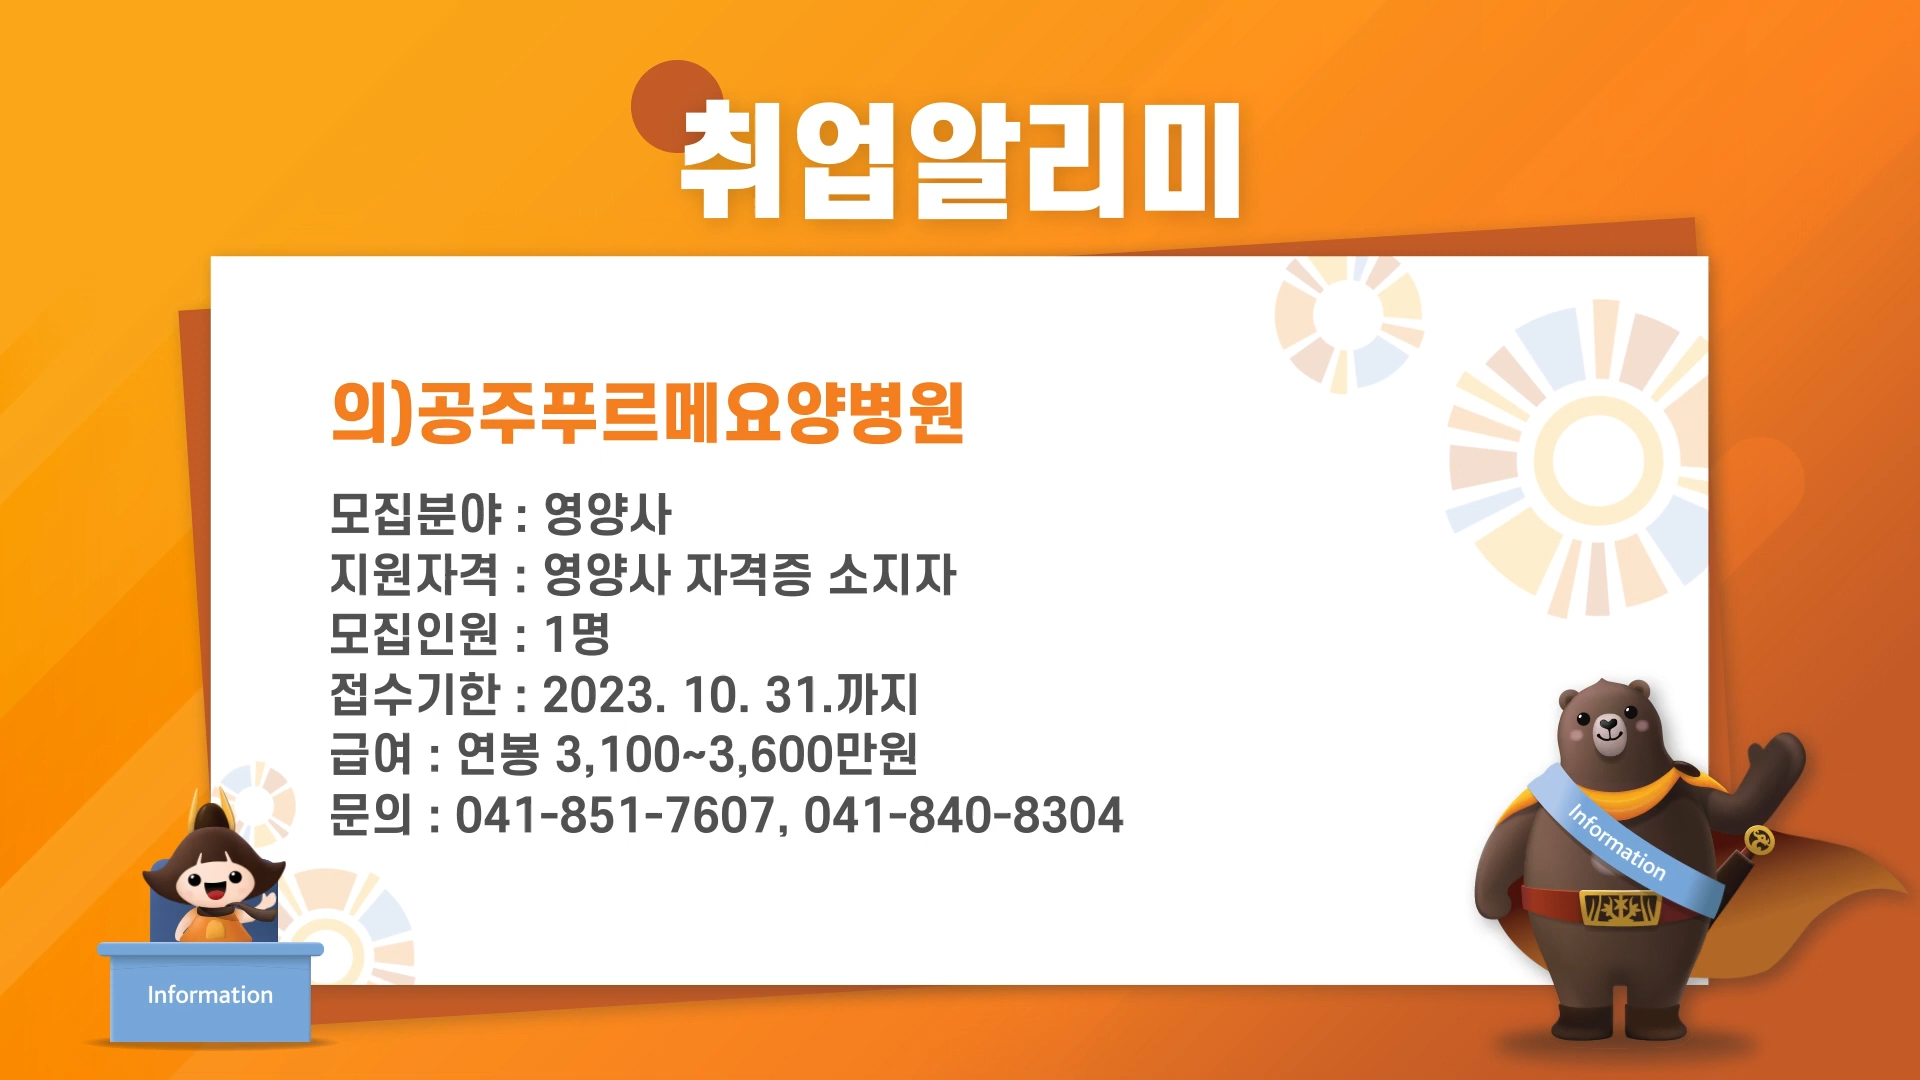 취업알리미
의)공주푸르메요양병원
모집분야 : 영양사
지원자격 : 영양사 자격증 소지자
모집인원 : 1명
접수기한 : 2023. 10. 31.까지
급여 : 연봉 3,100~3,600만원
문의 : 041-851-7607, 041-840-8304
Information
Information